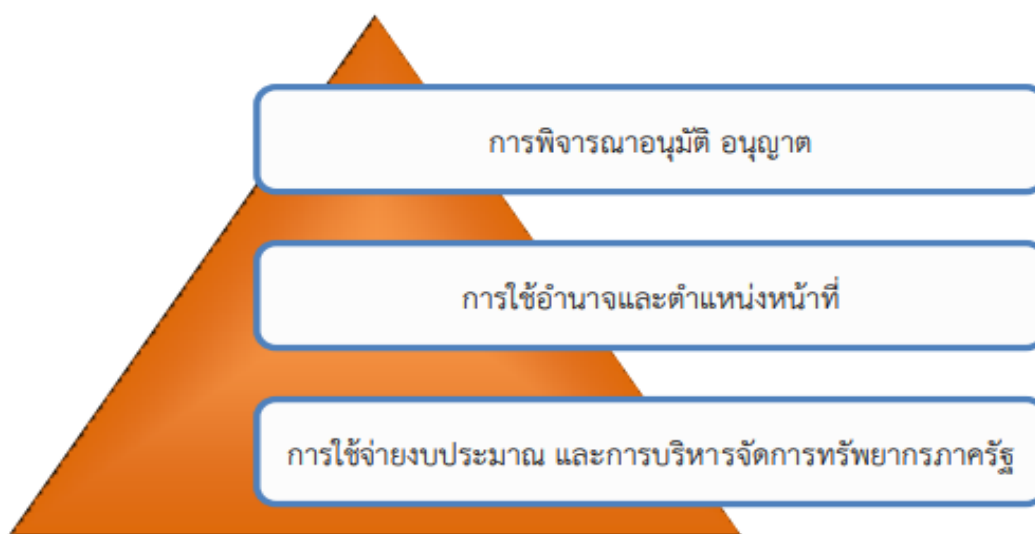 การพิจารณาอนุมัติ อนุญาต
การใช้อำนาจและตำแหน่งหน้าที่
การใช้จ่ายงบประมาณ และการบริหารจัดการทรัพยากรภาครัฐ